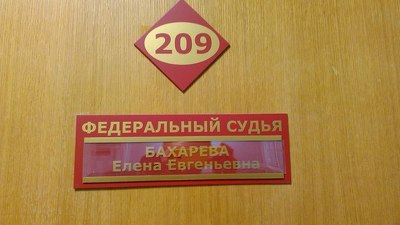 209
ФЕДЕРАЛЬНЫЙ СУДЬЯ
БАХАРЕВА
Елена Евгеньевна